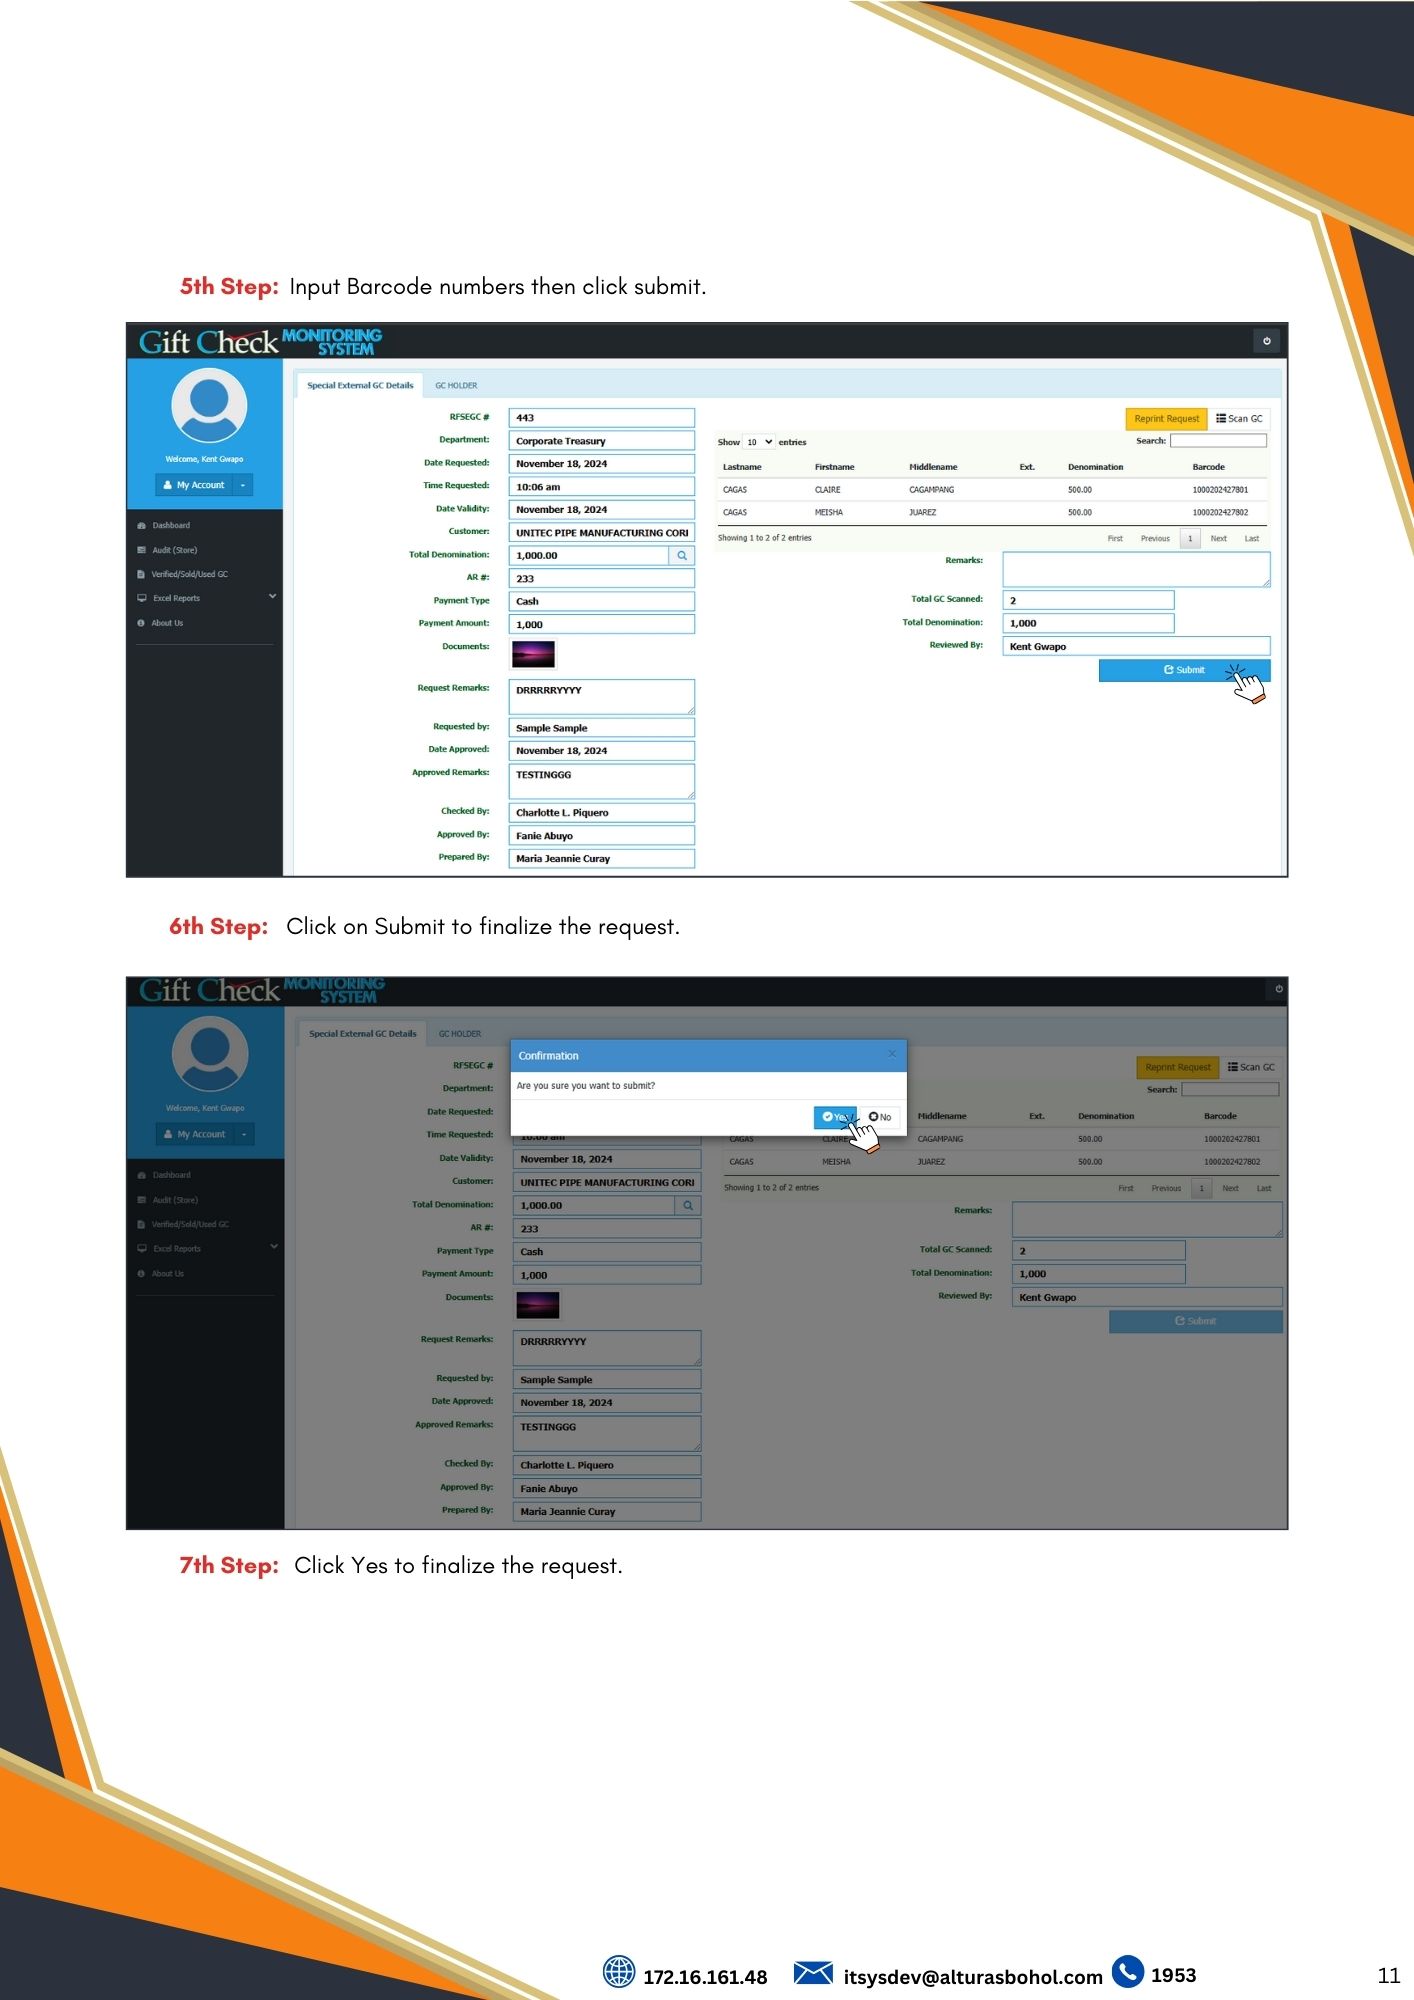 5th Step: Input Barcode numbers then click submit.
Gift Check MONITORING SYSTEM
Welcome, Kent Gwapo
My Account
Dashboard
Audit (Store)
Verified/Sold/Used GC
Excel Reports
About Us
Special External GC Details GC HOLDER
RFSEGC # 443
Department: Corporate Treasury
Date Requested: November 18, 2024
Time Requested: 10:06 am
Date Validity: November 18, 2024
Customer: UNITEC PIPE MANUFACTURING CORI
Total Denomination: 1,000.00
AR #: 233
Payment Type Cash
Payment Amount: 1,000
Documents:
Request Remarks: DRRRRRYYYY
Requested by: Sample Sample
Date Approved: November 18, 2024
Approved Remarks: TESTINGGG
Checked By: Charlotte L. Piquero
Approved By: Fanie Abuyo
Prepared By: Maria Jeannie Curay
Reprint Request Scan GC
Show 10 entries Search:
Lastname Firstname Middlename Ext. Denomination Barcode
CAGAS CLAIRE CAGAMPANG 500.00 1000202427801
CAGAS MEISHA JUAREZ 500.00 1000202427802
Showing 1 to 2 of 2 entries First Previous 1 Next Last
Remarks:
Total GC Scanned: 2
Total Denomination: 1,000
Reviewed By: Kent Gwapo
Submit
6th Step: Click on Submit to finalize the request.
Gift Check MONITORING SYSTEM
Welcome, Kent Gwapo
My Account
Dashboard
Audit (Store)
Verified/Sold/Used GC
Excel Reports
About Us
Special External GC Details GC HOLDER
Confirmation
Are you sure you want to submit?
Yes No
RFSEGC #
Department:
Date Requested:
Time Requested: 10:06 am
Date Validity: November 18, 2024
Customer: UNITEC PIPE MANUFACTURING CORI
Total Denomination: 1,000.00
AR #: 233
Payment Type Cash
Payment Amount: 1,000
Documents:
Request Remarks: DRRRRRYYYY
Requested by: Sample Sample
Date Approved: November 18, 2024
Approved Remarks: TESTINGGG
Checked By: Charlotte L. Piquero
Approved By: Fanie Abuyo
Prepared By: Maria Jeannie Curay
Reprint Request Scan GC
Search:
Middlename Ext. Denomination Barcode
CAGAS CLAIRE CAGAMPANG 500.00 1000202427801
CAGAS MEISHA JUAREZ 500.00 1000202427802
Showing 1 to 2 of 2 entries First Previous 1 Next Last
Remarks:
Total GC Scanned: 2
Total Denomination: 1,000
Reviewed By: Kent Gwapo
Submit
7th Step: Click Yes to finalize the request.
172.16.161.48 itsysdev@alturasbohol.com 1953
11